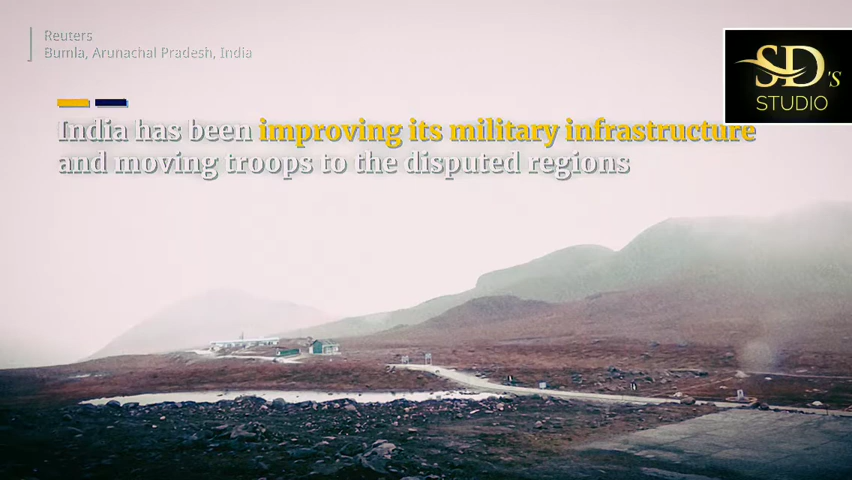 Reuters
Bumla, Arunachal Pradesh, India
SD's
STUDIO
India has been improving its military infrastructure
and moving troops to the disputed regions